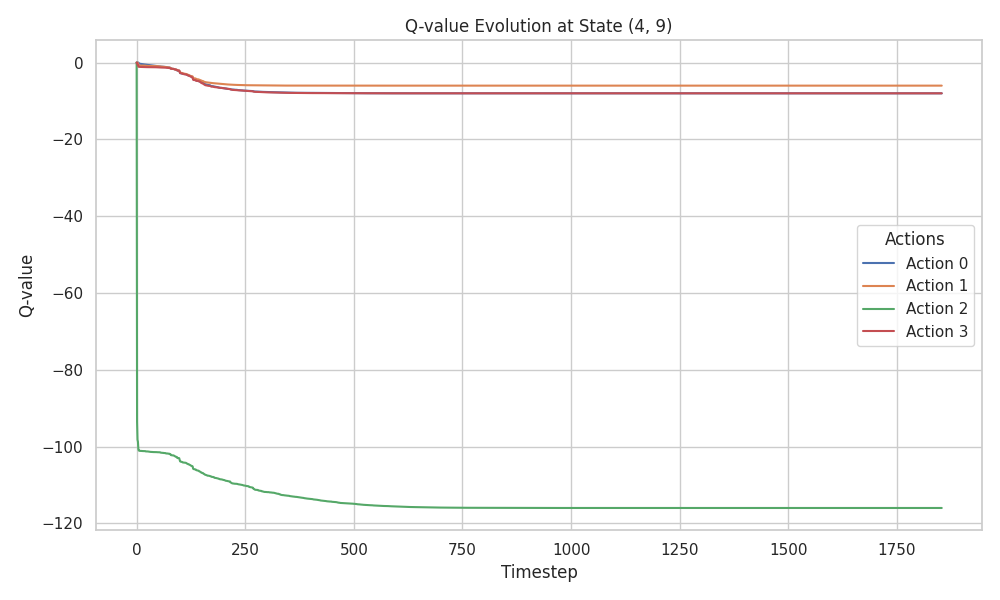 Q-value Evolution at State (4, 9)
Q-value
0
−20
−40
−60
−80
−100
−120
Actions
Action 0
Action 1
Action 2
Action 3
0 250 500 750 1000 1250 1500 1750
Timestep